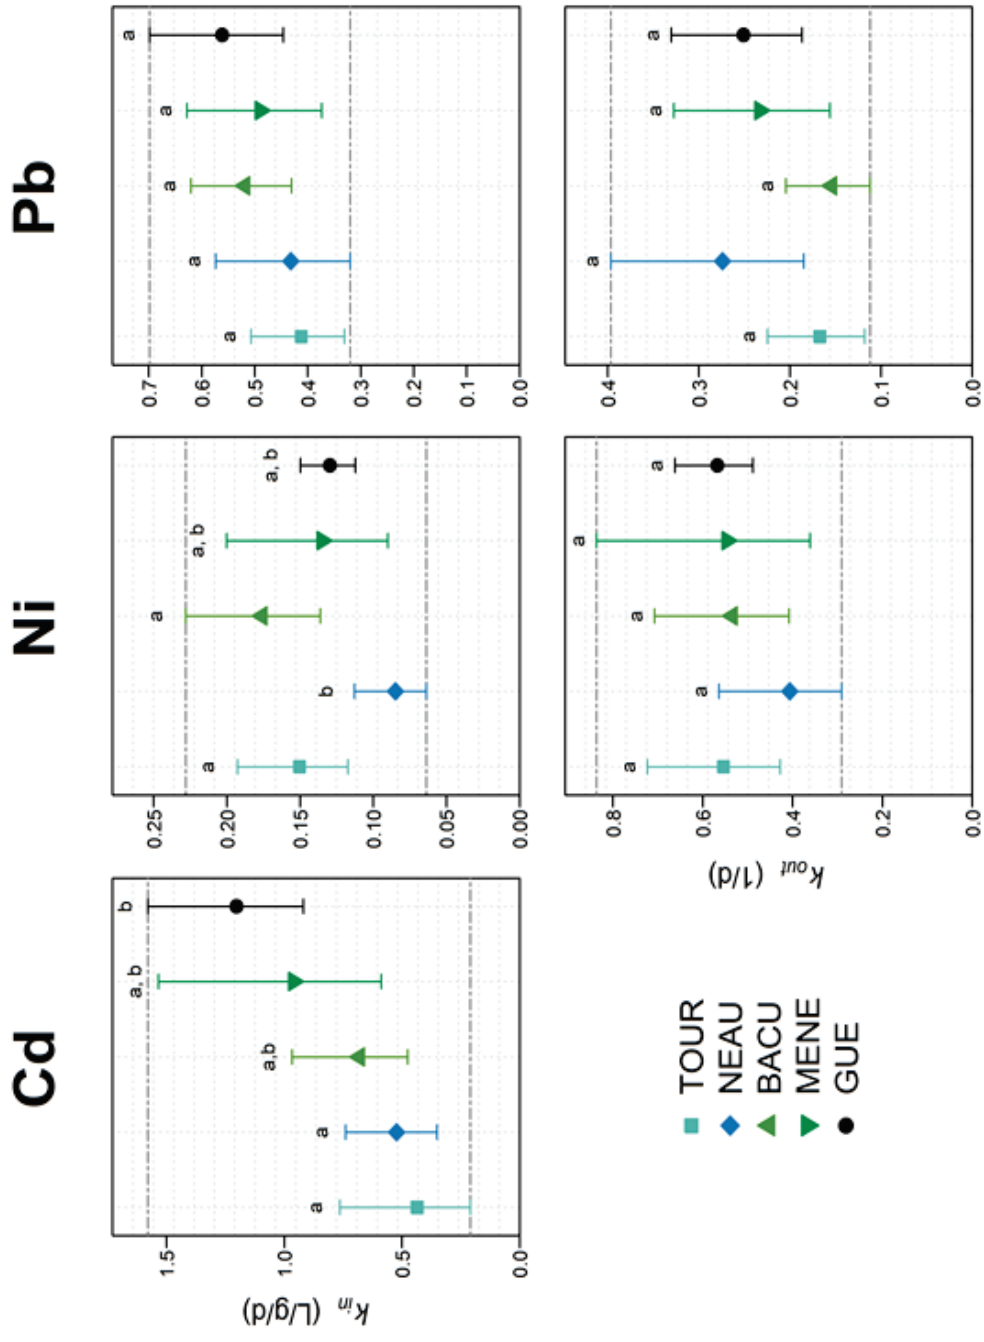 Cd
Ni
Pb
k in (L/g/d)
1.5
1.0
0.5
0.0
a
a
a,b
a, b
b
0.25
0.20
0.15
0.10
0.05
0.00
a
b
a
a, b
a, b
0.7
0.6
0.5
0.4
0.3
0.2
0.1
0.0
a
a
a
a
a
TOUR
NEAU
BACU
MENE
GUE
k out (1/d)
0.8
0.6
0.4
0.2
0.0
a
a
a
a
a
0.4
0.3
0.2
0.1
0.0
a
a
a
a
a